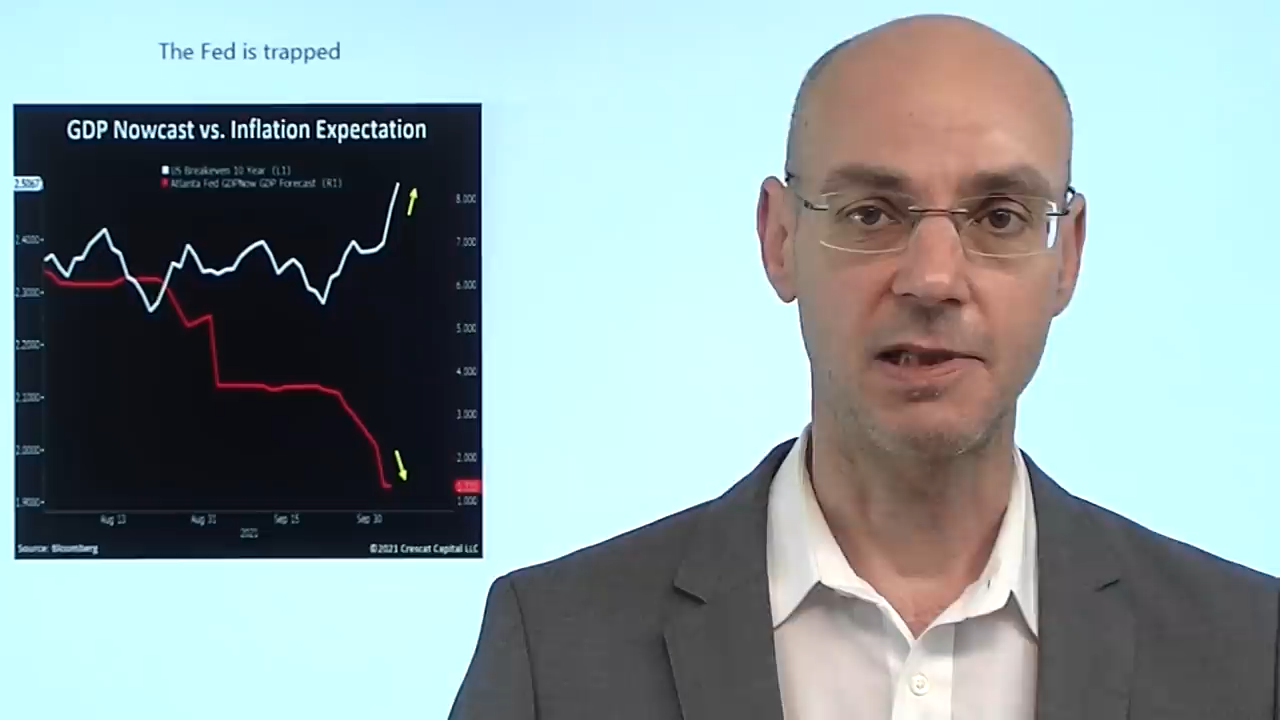 The Fed is trapped
GDP Nowcast vs. Inflation Expectation
US Breakeven 10 Year (L1)
Atlanta Fed GDPNow GDP Forecast (R1)
2.5067
2.4000
2.3000
2.2000
2.1000
2.0000
1.9000
8.000
7.000
6.000
5.000
4.000
3.000
2.000
1.000
Aug 13 Aug 31 Sep 15 Sep 30
2021
Source: Bloomberg ©2021 Crescat Capital LLC